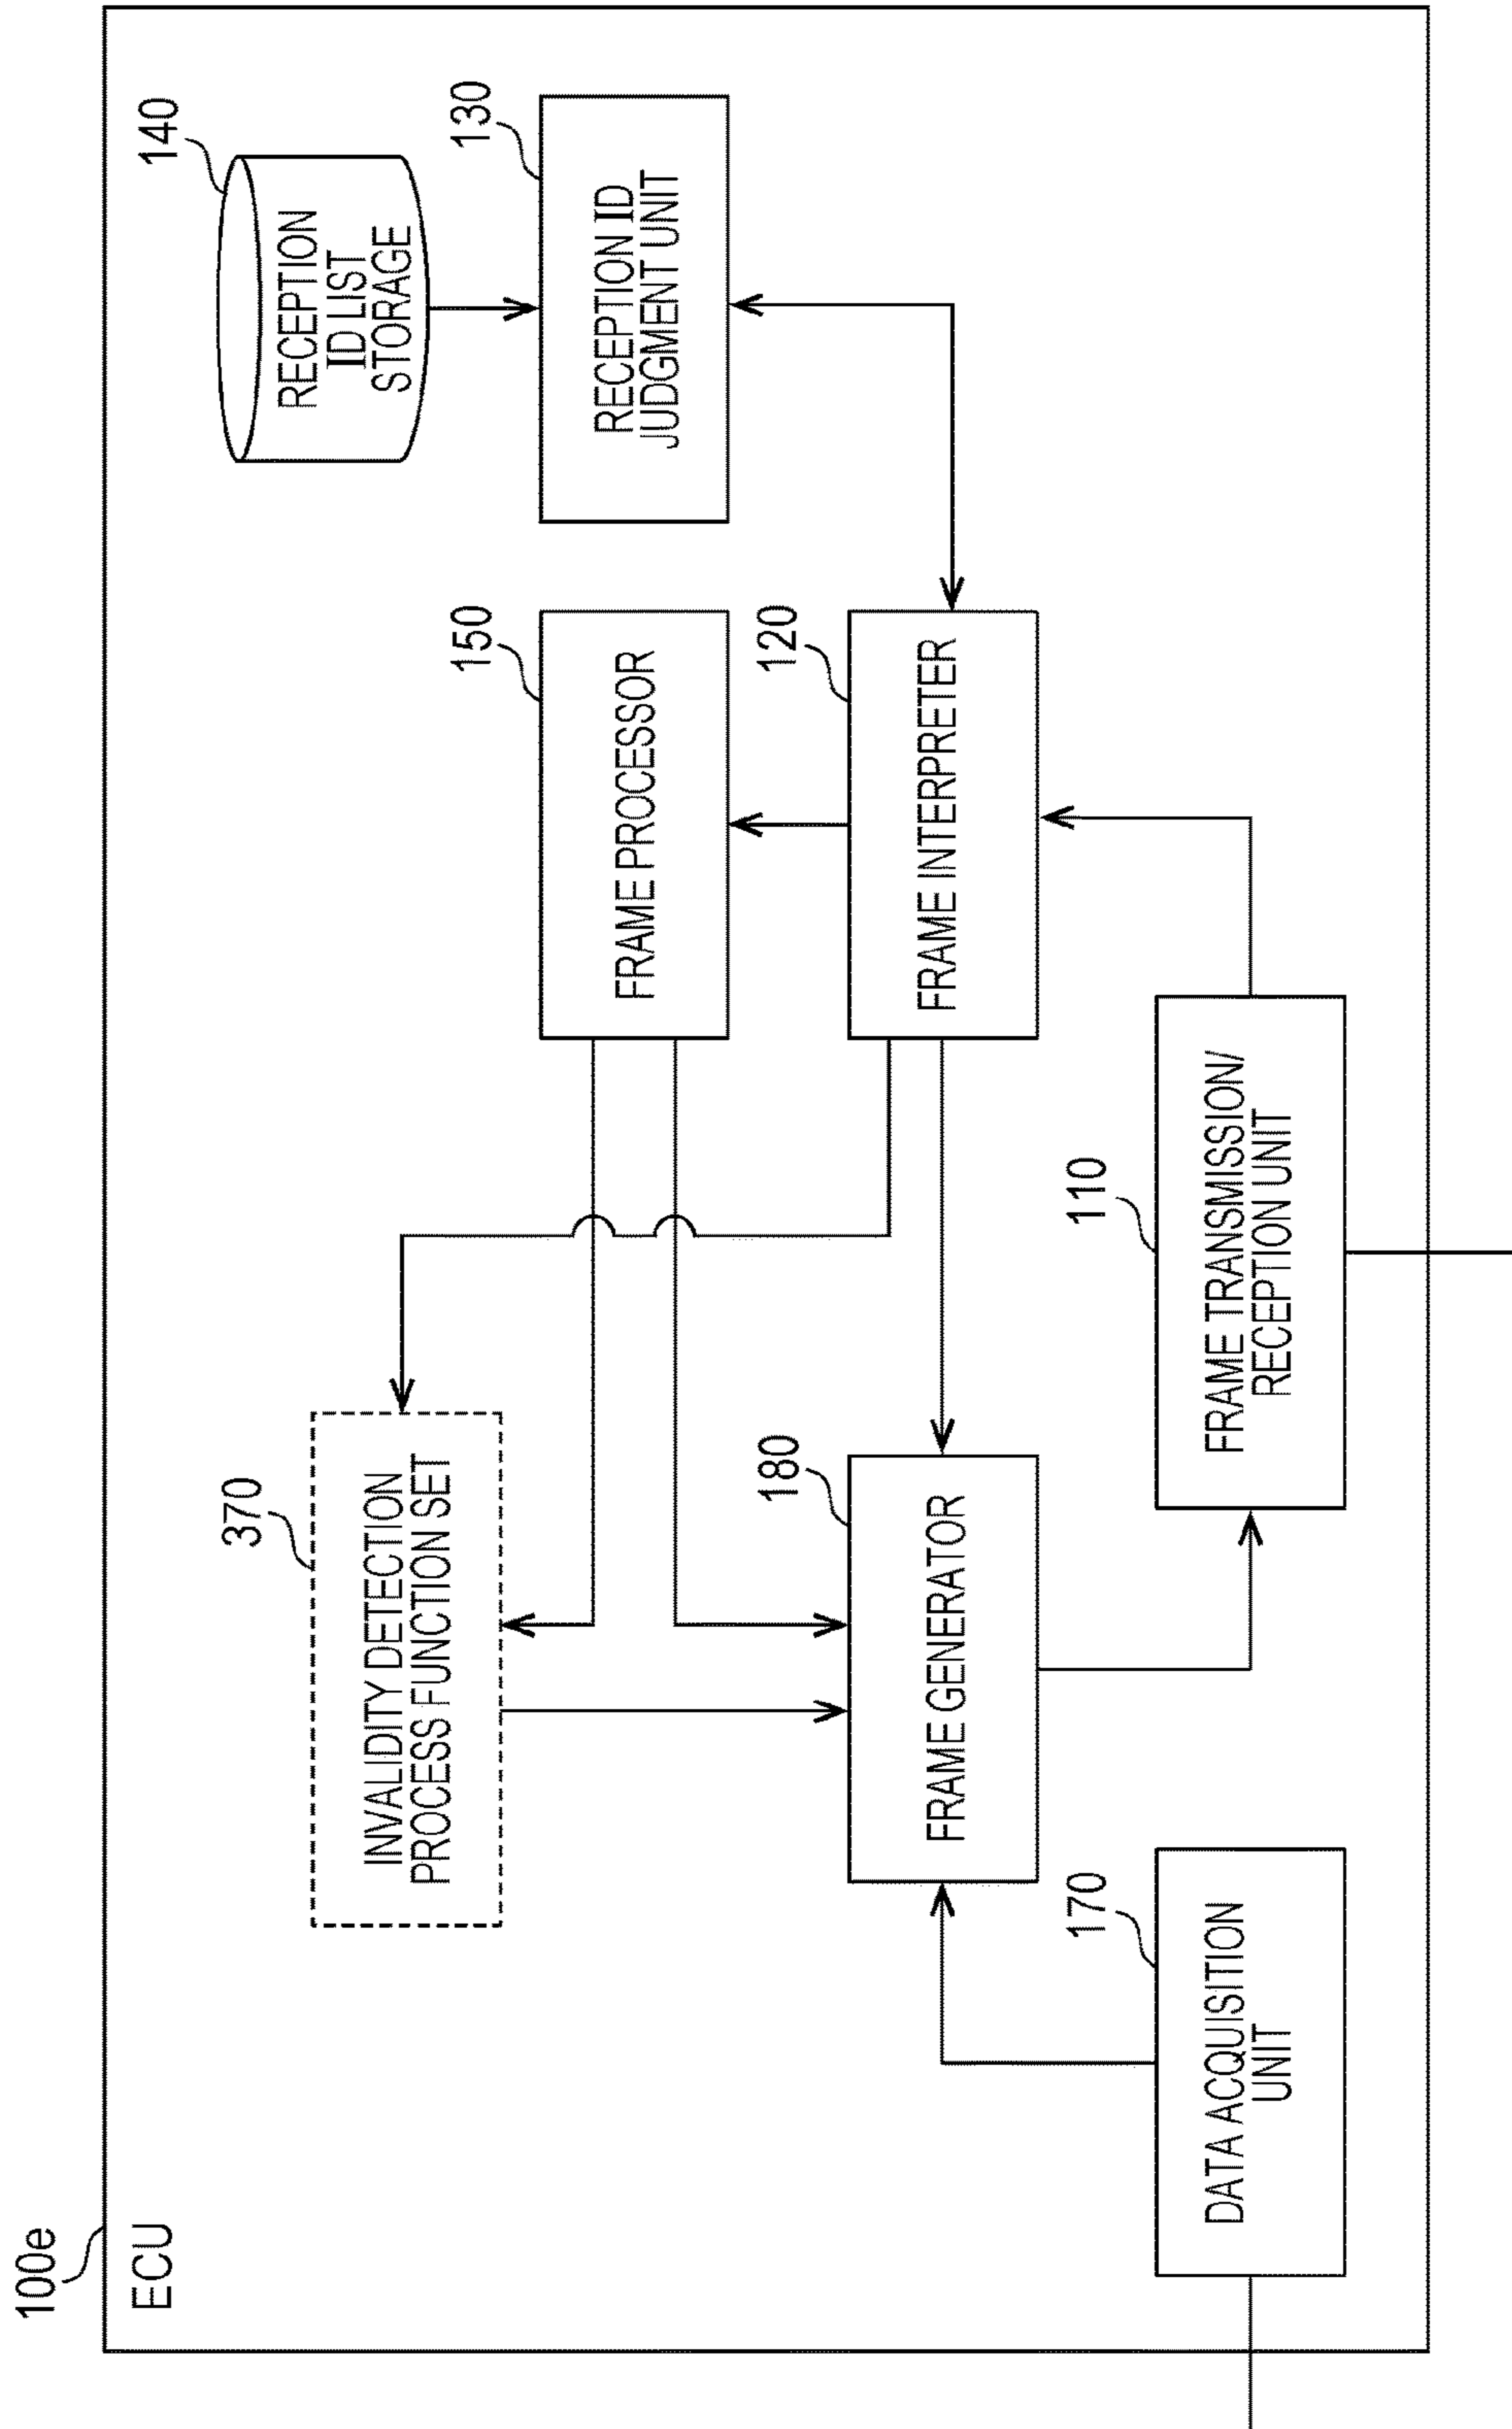 100e
ECU
370
INVALIDITY DETECTION
PROCESS FUNCTION SET
140
RECEPTION
ID LIST
STORAGE
150
FRAME PROCESSOR
130
RECEPTION ID
JUDGMENT UNIT
180
FRAME GENERATOR
120
FRAME INTERPRETER
170
DATA ACQUISITION
UNIT
110
FRAME TRANSMISSION/
RECEPTION UNIT